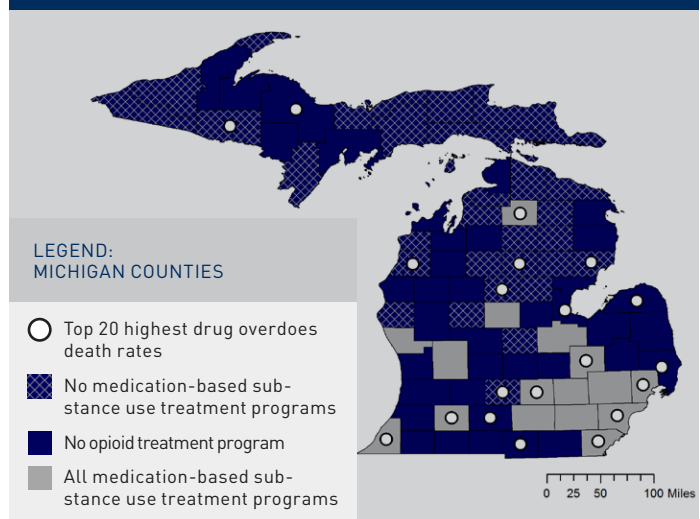 LEGEND:
MICHIGAN COUNTIES
Top 20 highest drug overdoes
death rates
No medication-based sub-
stance use treatment programs
No opioid treatment program
All medication-based sub-
stance use treatment programs
0 25 50 100 Miles